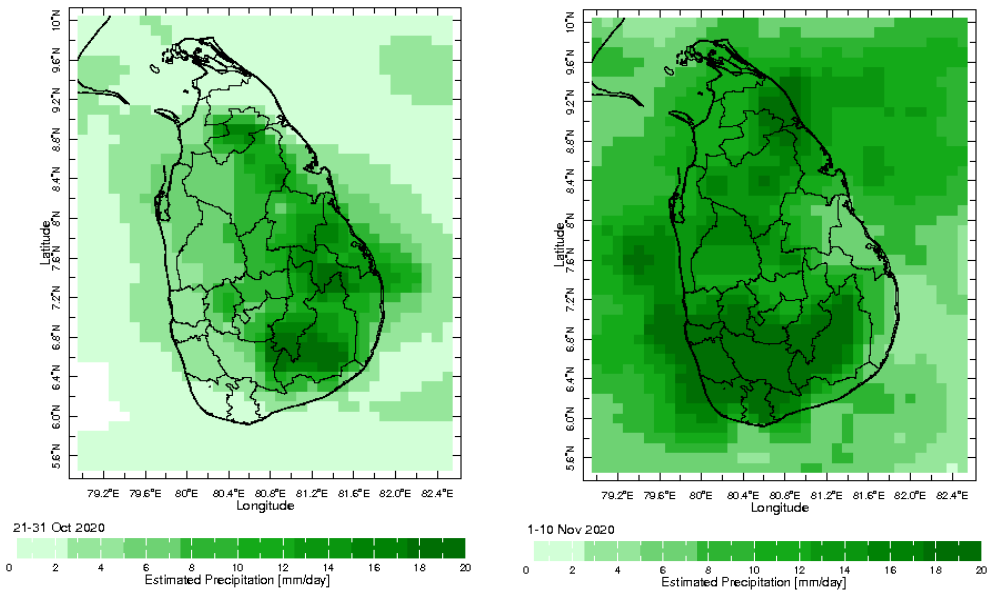 10°N
9.6°N
9.2°N
8.8°N
8.4°N
8°N
7.6°N
7.2°N
6.8°N
6.4°N
6.0°N
5.6°N
Latitude
79.2°E 79.6°E 80°E 80.4°E 80.8°E 81.2°E 81.6°E 82.0°E 82.4°E
Longitude
21-31 Oct 2020
0 2 4 6 8 10 12 14 16 18 20
Estimated Precipitation [mm/day]
10°N
9.6°N
9.2°N
8.8°N
8.4°N
8°N
7.6°N
7.2°N
6.8°N
6.4°N
6.0°N
5.6°N
Latitude
79.2°E 79.6°E 80°E 80.4°E 80.8°E 81.2°E 81.6°E 82.0°E 82.4°E
Longitude
1-10 Nov 2020
0 2 4 6 8 10 12 14 16 18 20
Estimated Precipitation [mm/day]